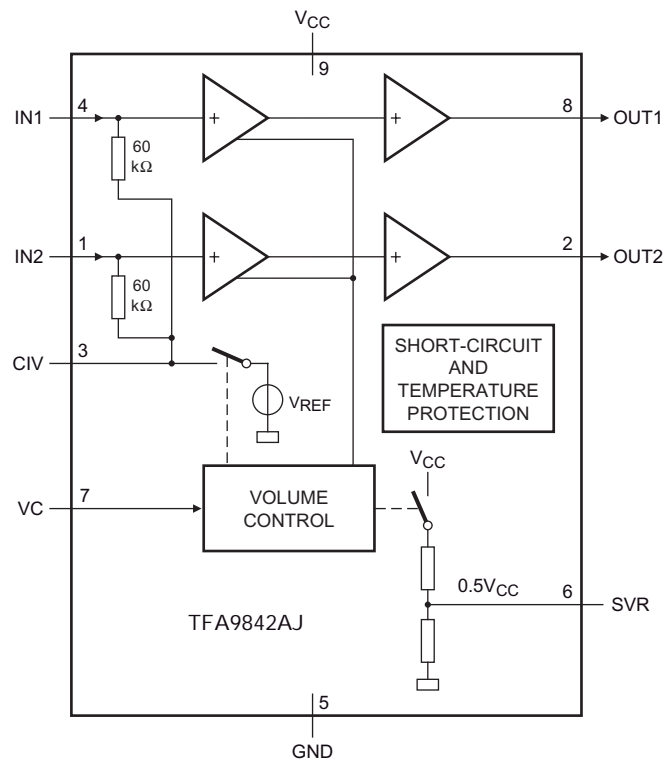 VCC
9
IN1
4
8
OUT1
60
kΩ
IN2
1
2
OUT2
60
kΩ
CIV
3
VREF
SHORT-CIRCUIT
AND
TEMPERATURE
PROTECTION
VCC
VC
7
VOLUME
CONTROL
0.5VCC
6
SVR
TFA9842AJ
5
GND